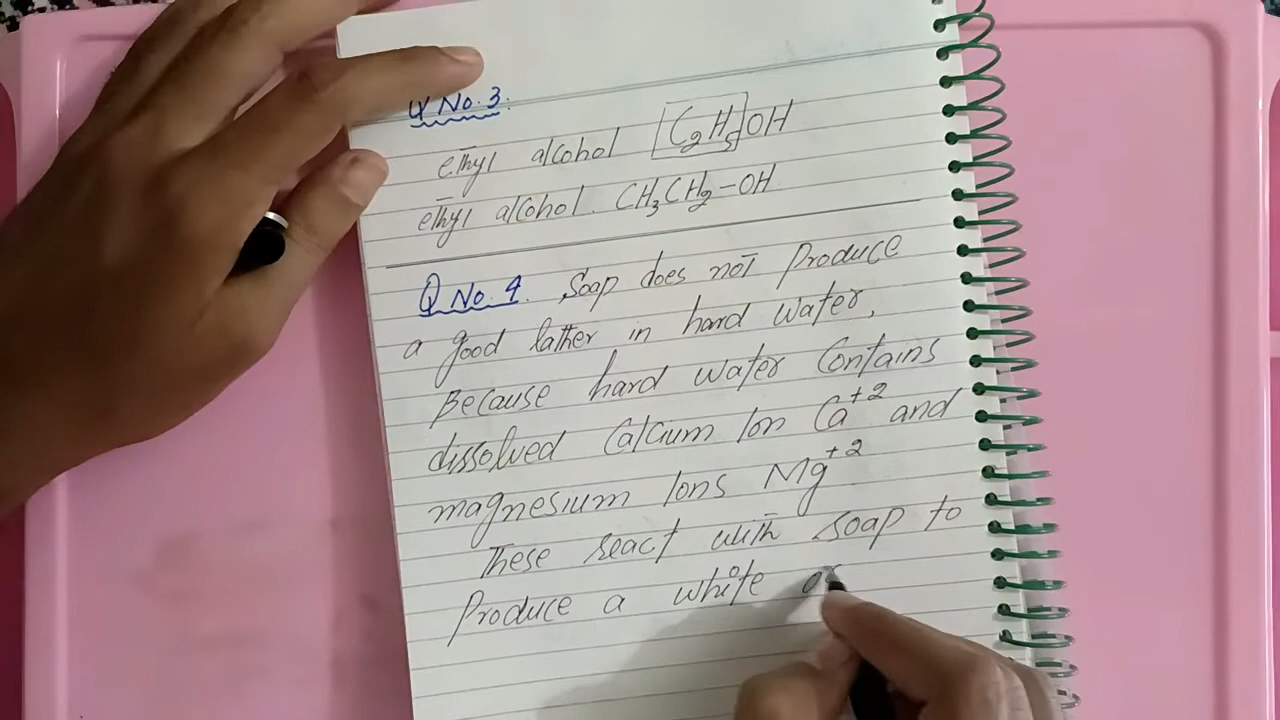 Q No. 3:
ethyl alcohol C2H5OH
ethyl alcohol. CH3CH2-OH
Q No. 4. Soap does not Produce
a good lather in hard water,
Because hard water Contains
dissolved Calcium Ion Ca+2 and
magnesium Ions Mg+2
These react with soap to
Produce a white